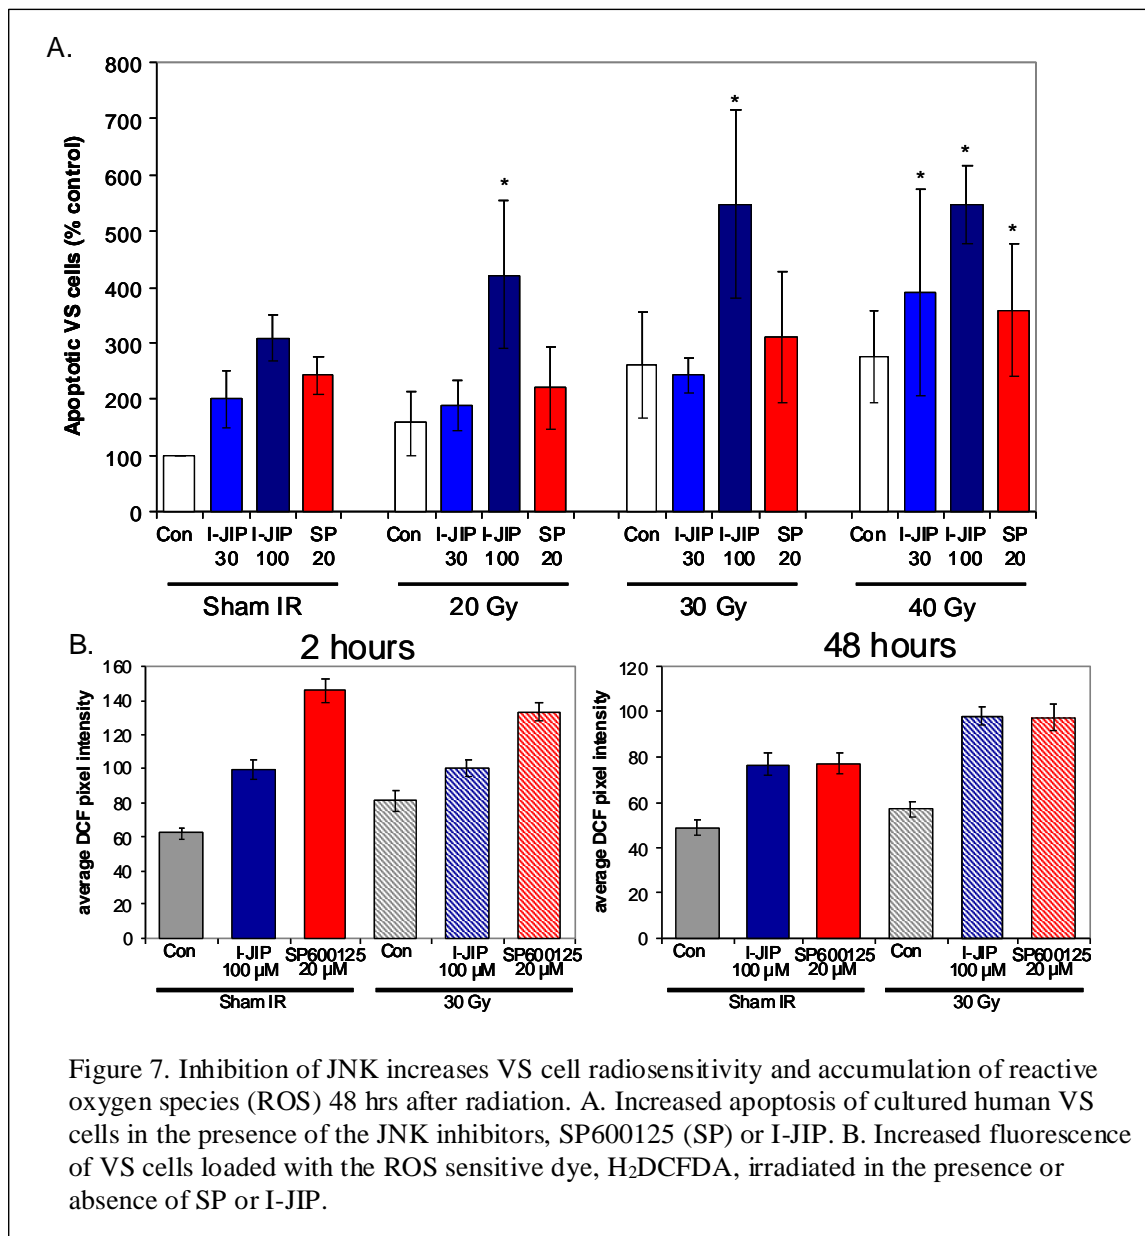 A.
Apoptotic VS cells (% control)
800
700
600
500
400
300
200
100
0
*
*
*
*
*
Con I-JIP I-JIP SP Con I-JIP I-JIP SP Con I-JIP I-JIP SP Con I-JIP I-JIP SP
30 100 20 30 100 20 30 100 20 30 100 20
Sham IR 20 Gy 30 Gy 40 Gy
B.
2 hours
average DCF pixel intensity
160
140
120
100
80
60
40
20
0
Con I-JIP SP600125 Con I-JIP SP600125
100 µM 20 µM 100 µM 20 µM
Sham IR 30 Gy
48 hours
average DCF pixel intensity
120
100
80
60
40
20
0
Con I-JIP SP600125 Con I-JIP SP600125
100 µM 20 µM 100 µM 20 µM
Sham IR 30 Gy
Figure 7. Inhibition of JNK increases VS cell radiosensitivity and accumulation of reactive
oxygen species (ROS) 48 hrs after radiation. A. Increased apoptosis of cultured human VS
cells in the presence of the JNK inhibitors, SP600125 (SP) or I-JIP. B. Increased fluorescence
of VS cells loaded with the ROS sensitive dye, H₂DCFDA, irradiated in the presence or
absence of SP or I-JIP.